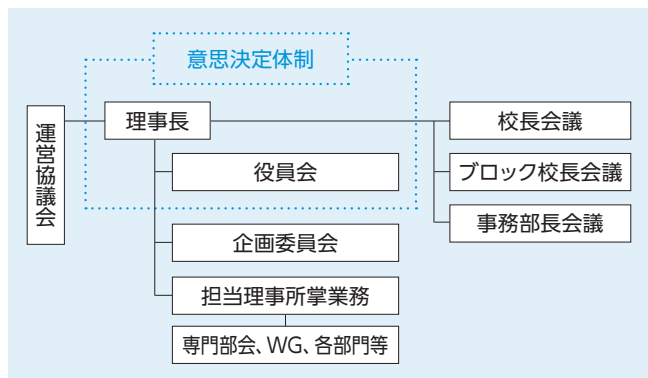 意思決定体制
運営協議会
理事長
役員会
企画委員会
担当理事所掌業務
専門部会、WG、各部門等
校長会議
ブロック校長会議
事務部長会議